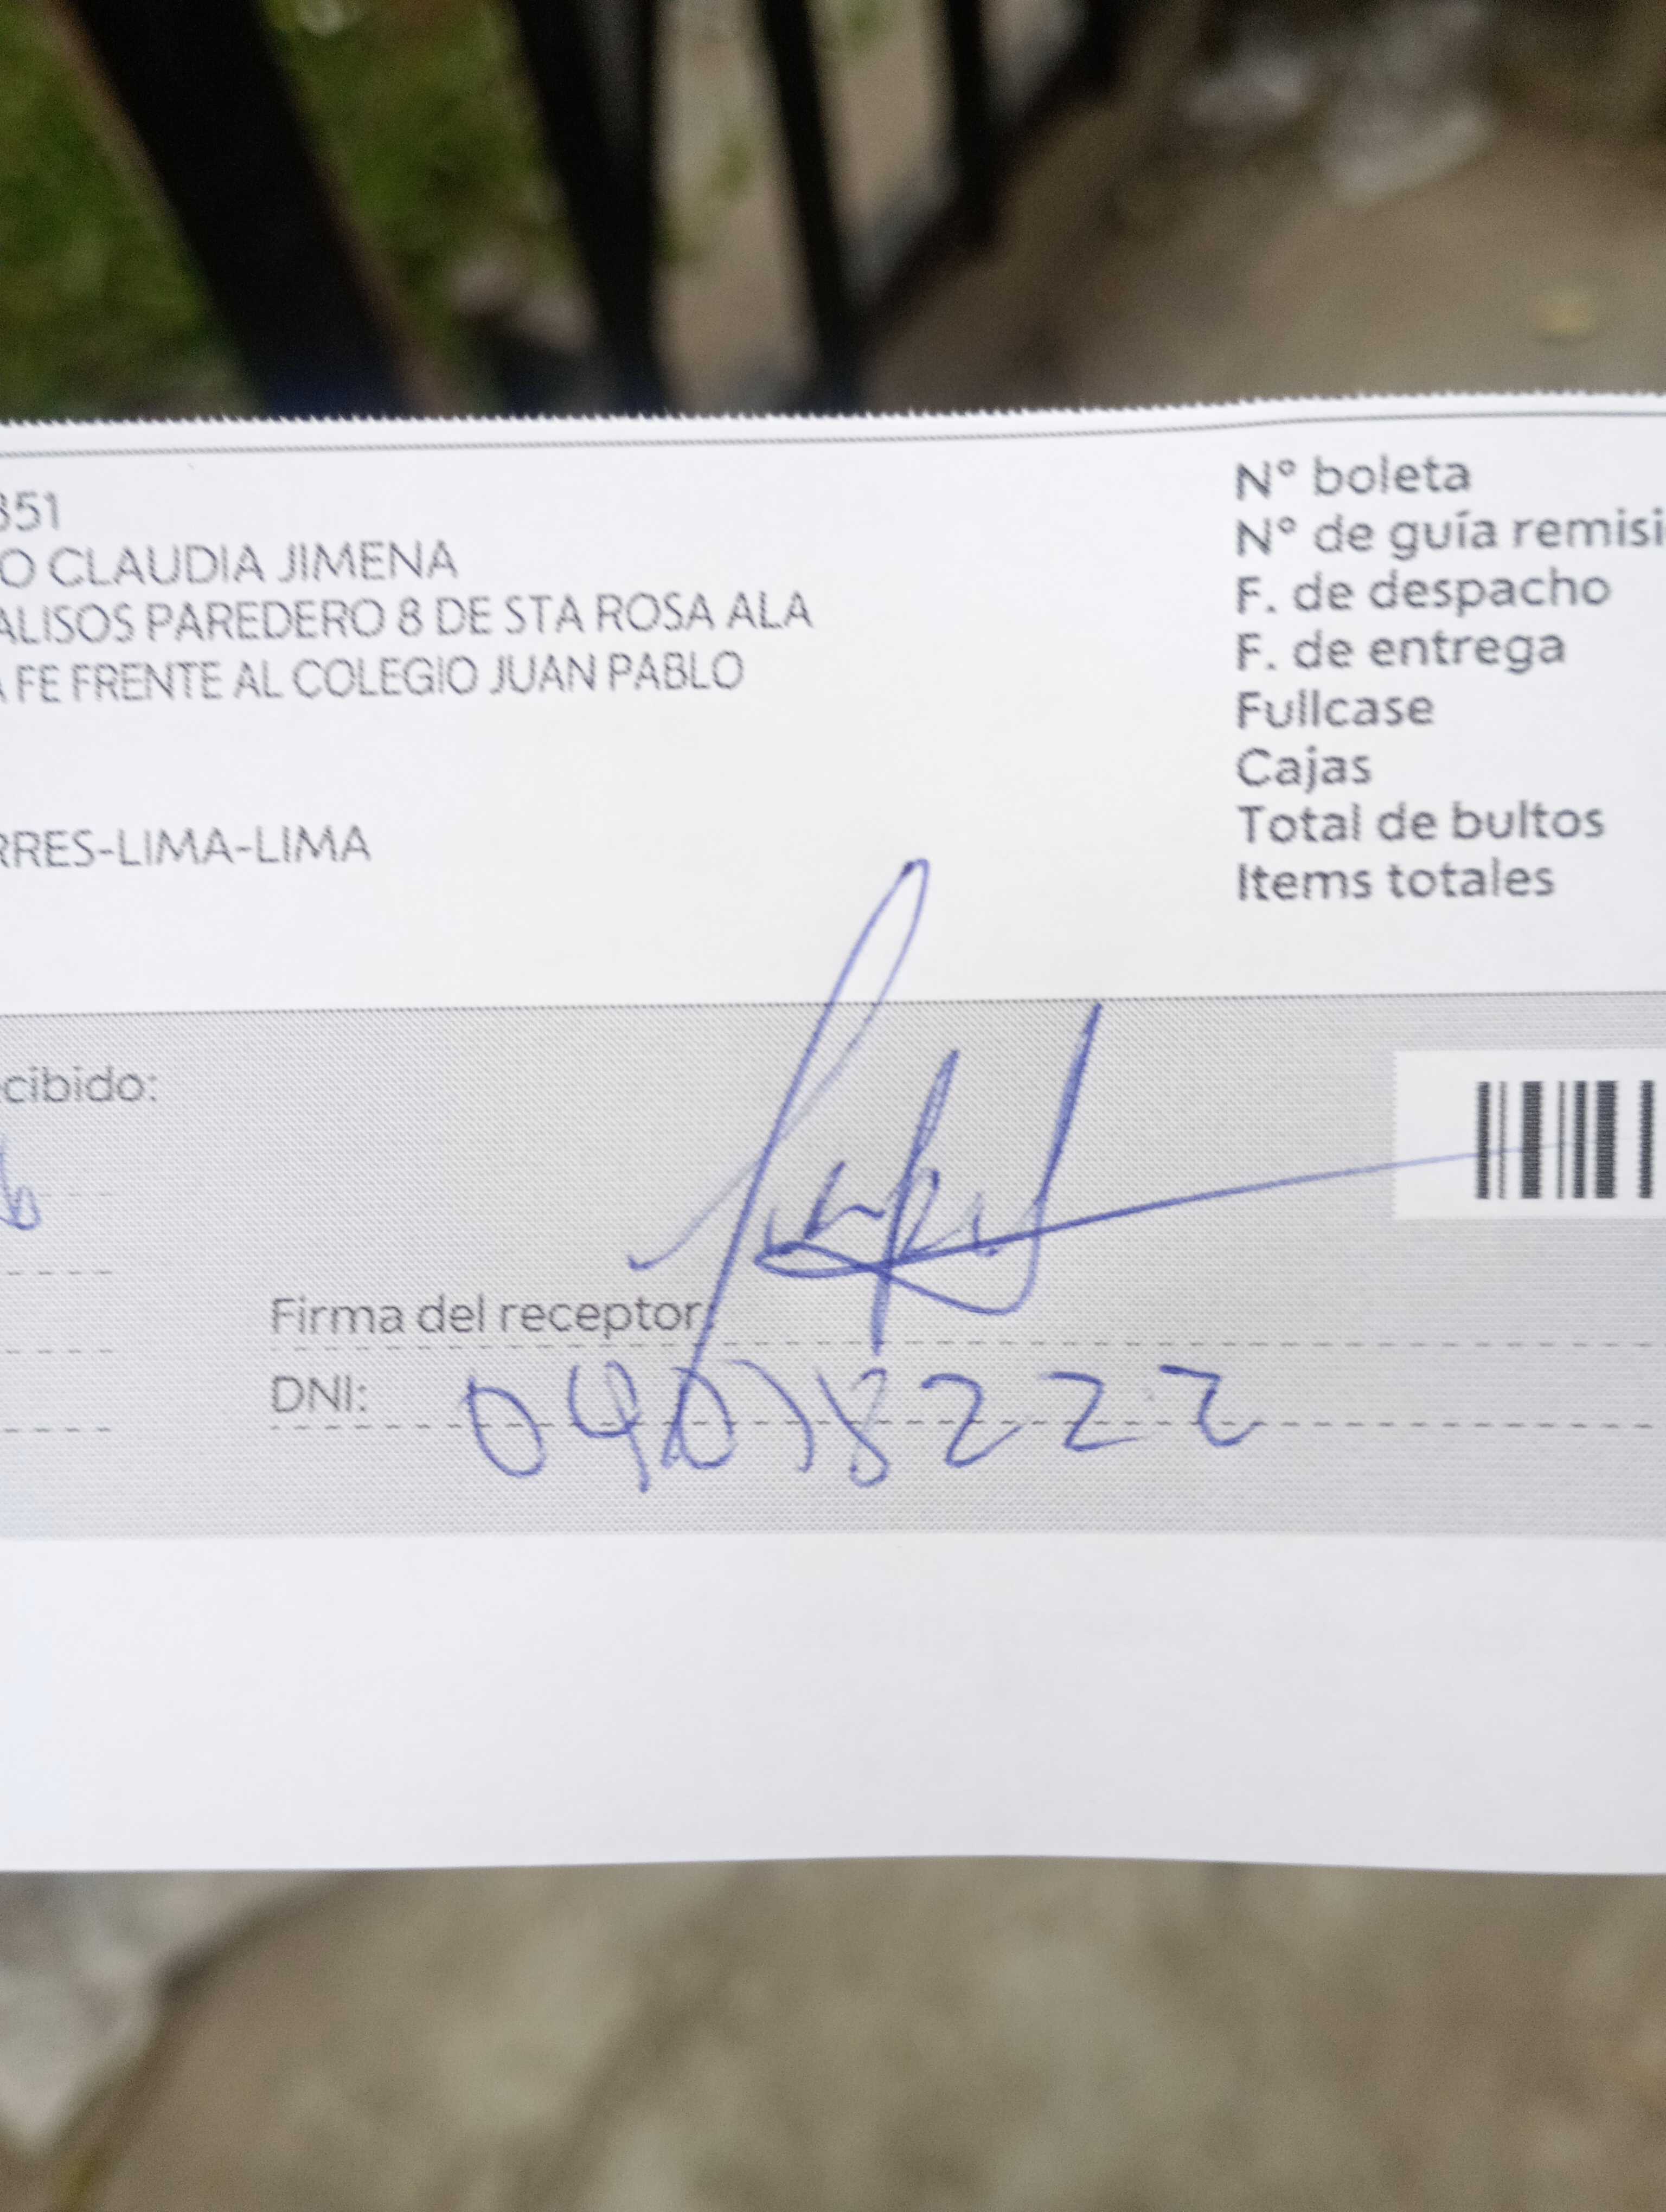 351
O CLAUDIA JIMENA
ALISOS PAREDERO 8 DE STA ROSA ALA
A FE FRENTE AL COLEGIO JUAN PABLO
RRES-LIMA-LIMA
N° boleta
N° de guía remisi
F. de despacho
F. de entrega
Fullcase
Cajas
Total de bultos
Items totales
cibido:
Firma del receptor:
DNI: 04078222